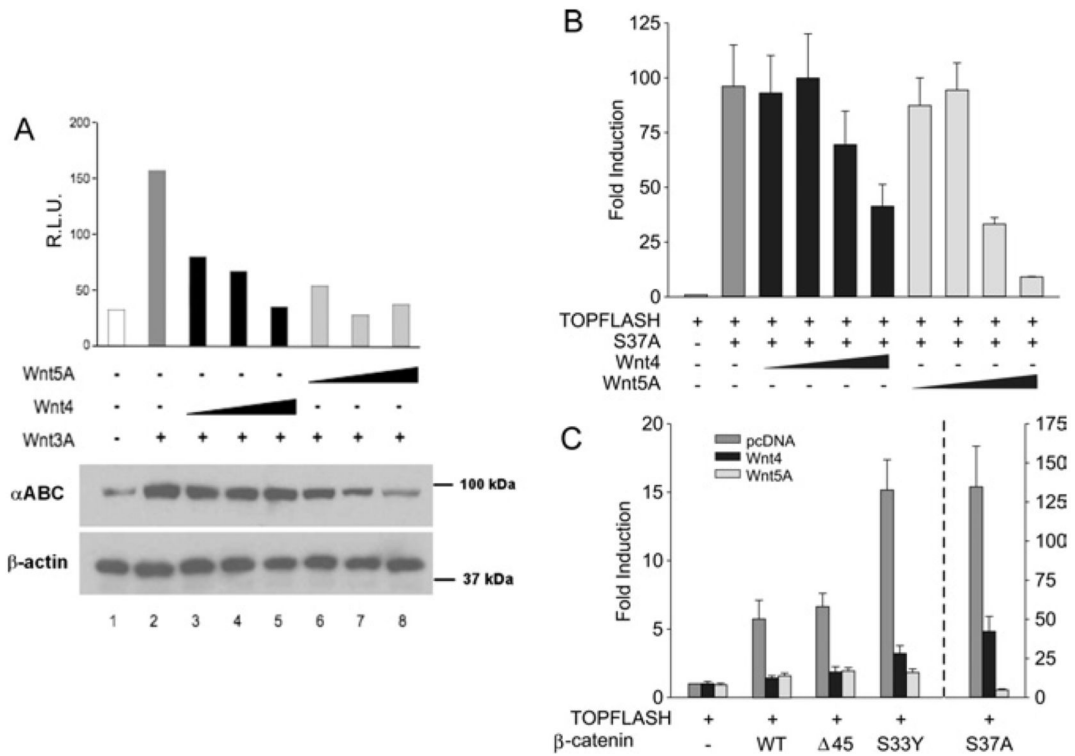 A
200
150
100
50
0
R.L.U.
Wnt5A - - - - -
Wnt4 - - - - -
Wnt3A - + + + + + + +
αABC
100 kDa
β-actin
37 kDa
1 2 3 4 5 6 7 8
B
125
100
75
50
25
0
Fold Induction
TOPFLASH + + + + + + + + + +
S37A - + + + + + + + + +
Wnt4 - - - - - -
Wnt5A - - - - - -
C
20
15
10
5
0
Fold Induction
pcDNA
Wnt4
Wnt5A
175
150
125
100
75
50
25
0
TOPFLASH + + + + +
β-catenin - WT Δ45 S33Y S37A